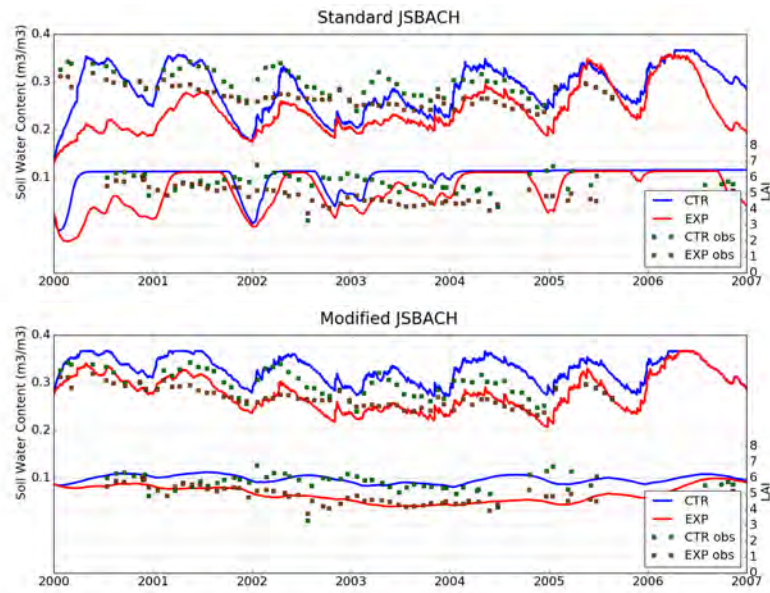 Standard JSBACH
Soil Water Content (m3/m3)
0.4
0.3
0.2
0.1
8
7
6
5
4
3
2
1
0
LAI
CTR
EXP
CTR obs
EXP obs
2000 2001 2002 2003 2004 2005 2006 2007
Modified JSBACH
Soil Water Content (m3/m3)
0.4
0.3
0.2
0.1
8
7
6
5
4
3
2
1
0
LAI
CTR
EXP
CTR obs
EXP obs
2000 2001 2002 2003 2004 2005 2006 2007